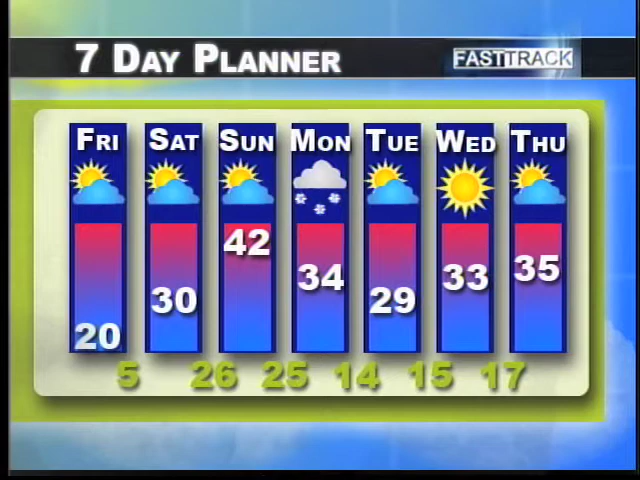 7 DAY PLANNER
FASTTRACK
FRI SAT SUN MON TUE WED THU
20 30 42 34 29 33 35
5 26 25 14 15 17